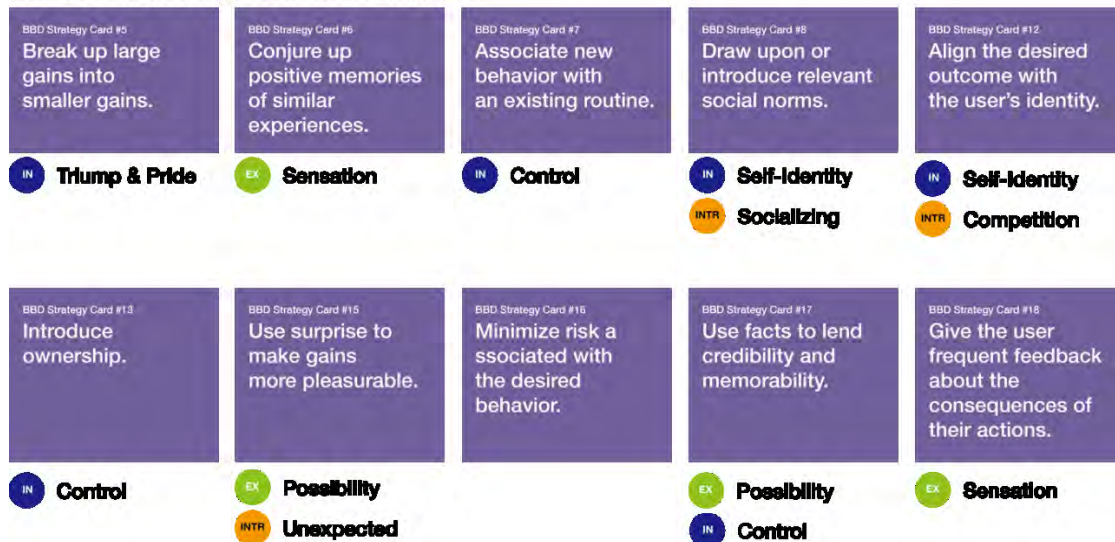 BBD Strategy Card #5
Break up large
gains into
smaller gains.
IN Triump & Pride
BBD Strategy Card #6
Conjure up
positive memories
of similar
experiences.
EX Sensation
BBD Strategy Card #7
Associate new
behavior with
an existing routine.
IN Control
BBD Strategy Card #8
Draw upon or
introduce relevant
social norms.
IN Self-Identity
INTR Socializing
BBD Strategy Card #12
Align the desired
outcome with
the user's identity.
IN Self-Identity
INTR Competition
BBD Strategy Card #13
Introduce
ownership.
IN Control
BBD Strategy Card #15
Use surprise to
make gains
more pleasurable.
EX Possibility
INTR Unexpected
BBD Strategy Card #16
Minimize risk a
ssociated with
the desired
behavior.
BBD Strategy Card #17
Use facts to lend
credibility and
memorability.
EX Possibility
IN Control
BBD Strategy Card #18
Give the user
frequent feedback
about the
consequences of
their actions.
EX Sensation